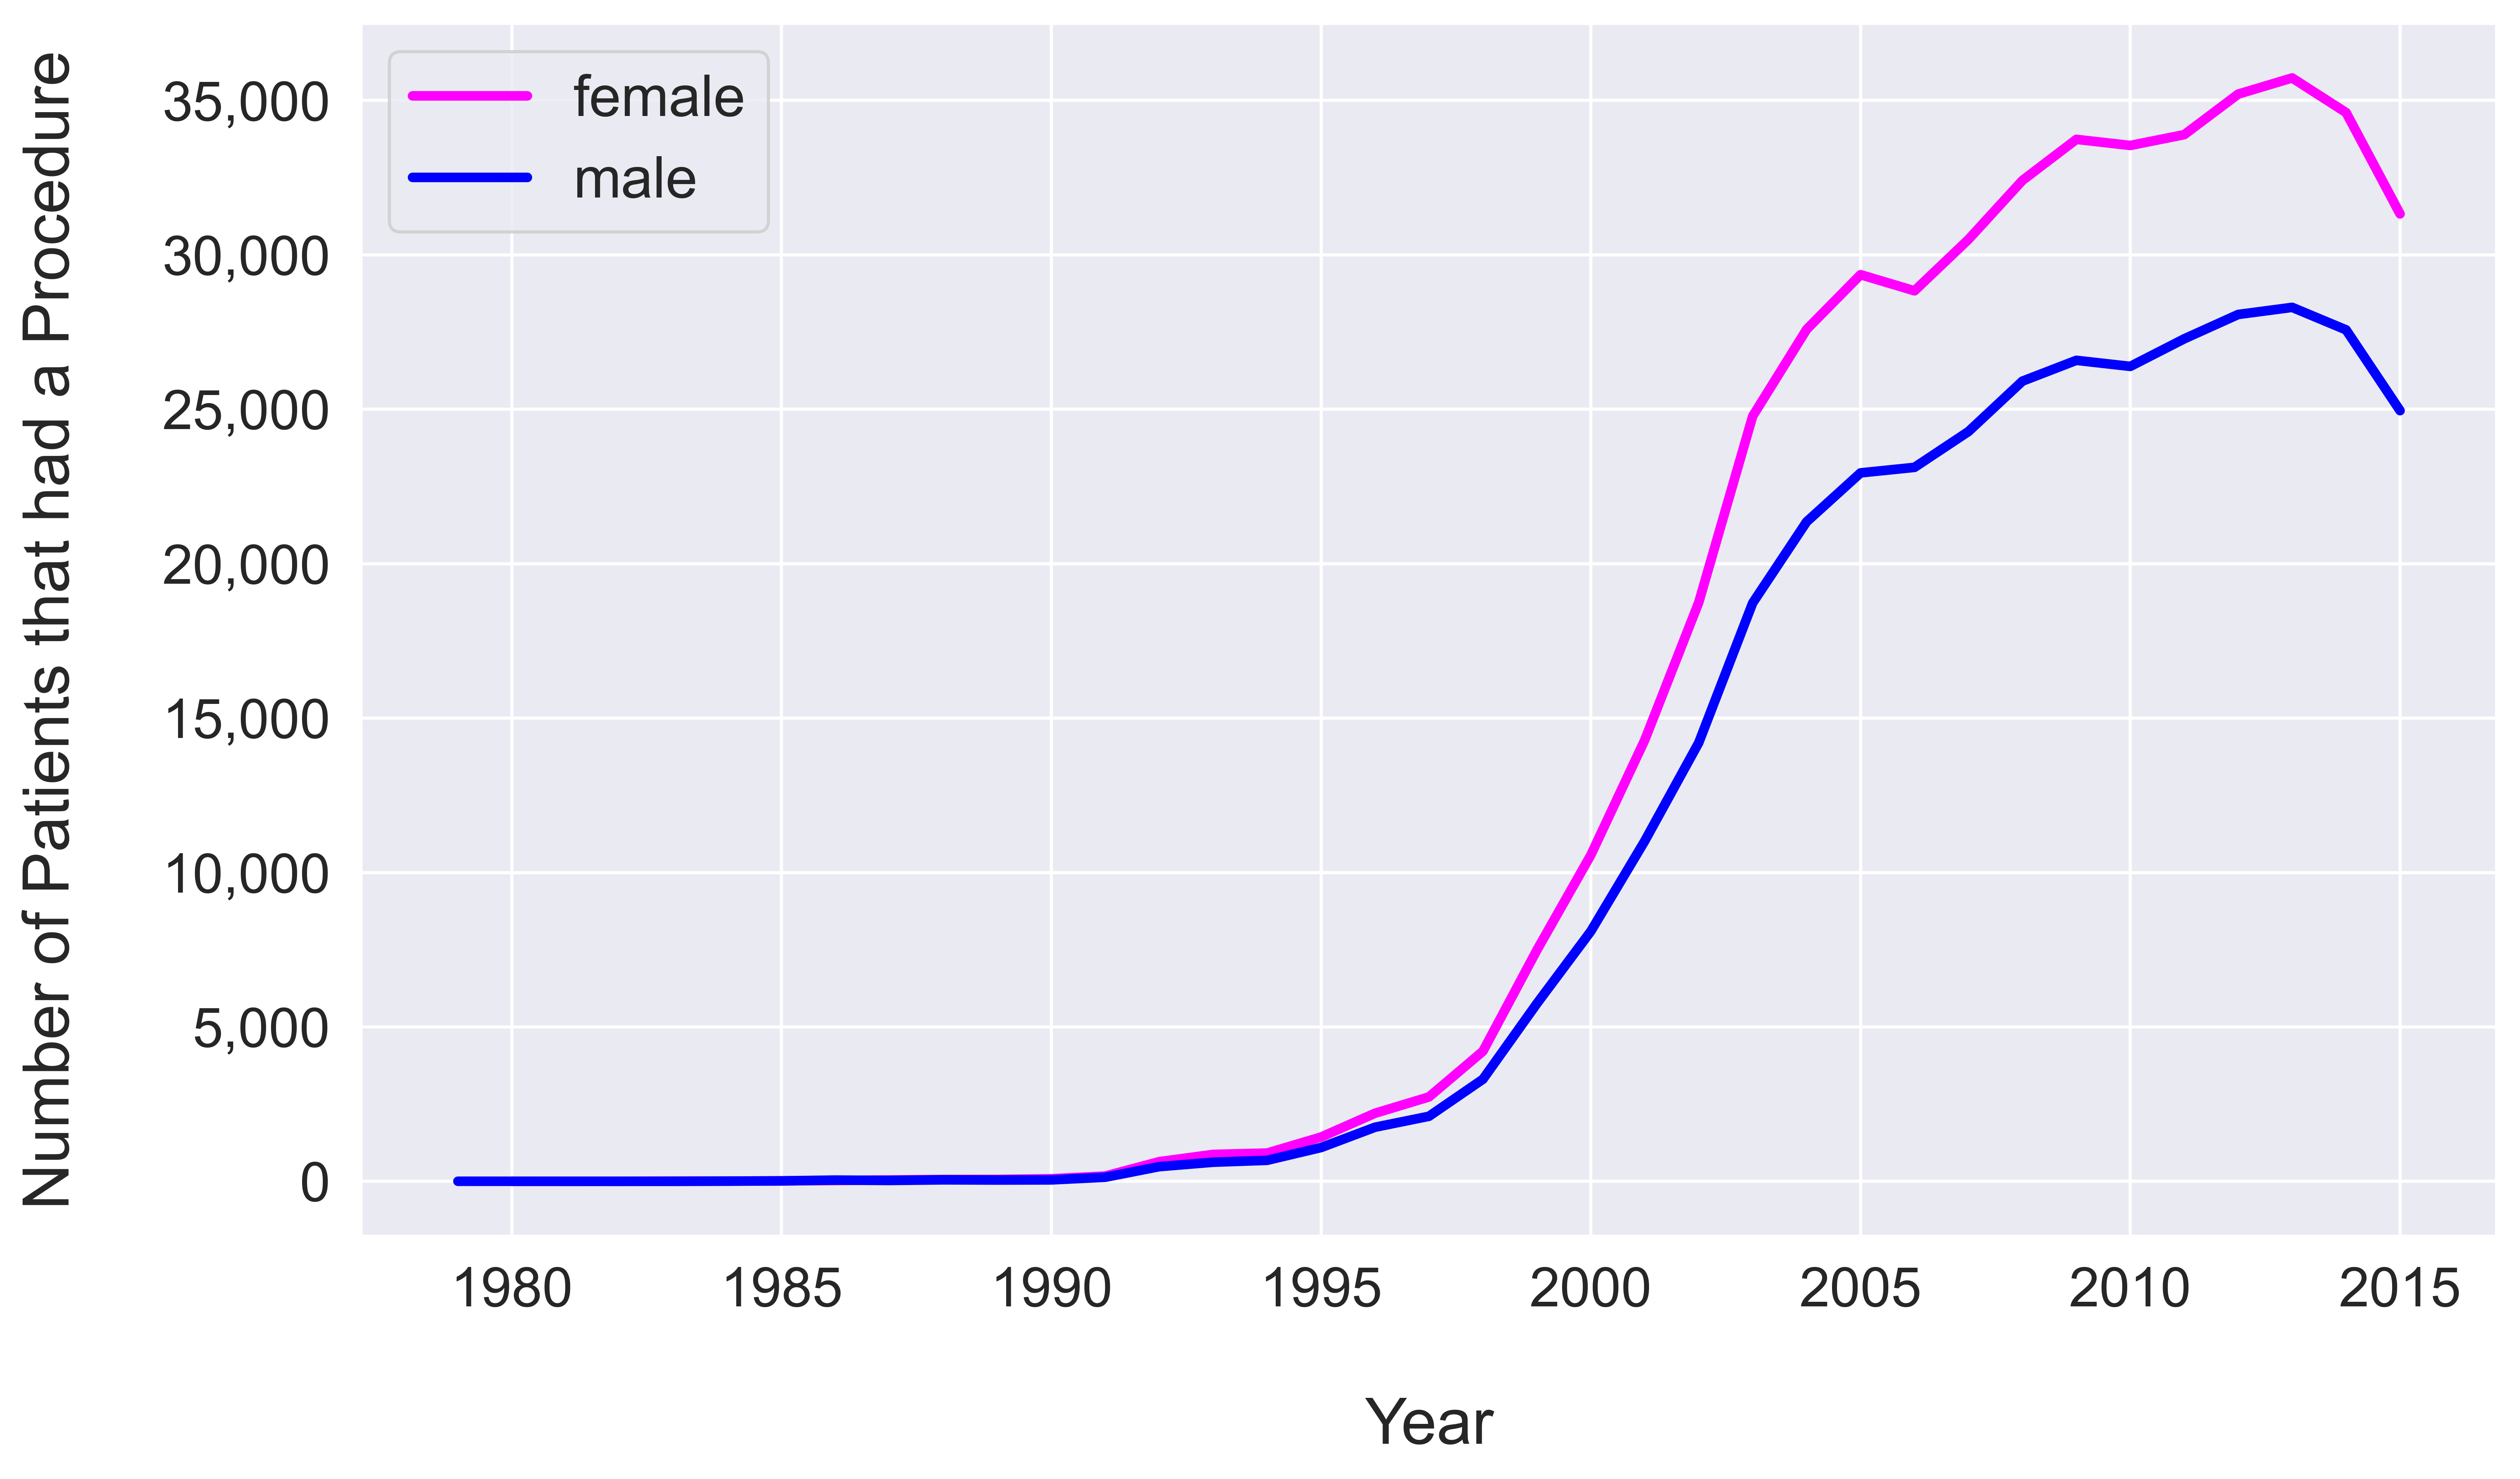 Number of Patients that had a Procedure
35,000
30,000
25,000
20,000
15,000
10,000
5,000
0
female
male
1980 1985 1990 1995 2000 2005 2010 2015
Year